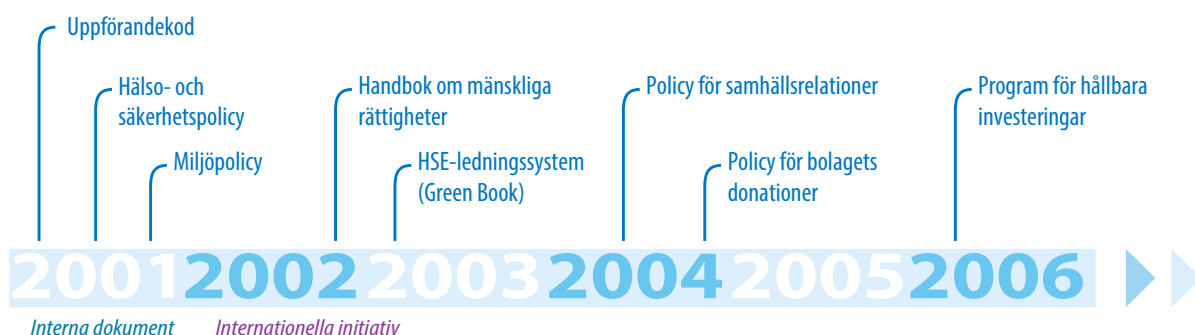 Uppförandekod
Hälso- och
säkerhetspolicy
Miljöpolicy
Handbok om mänskliga
rättigheter
HSE-ledningssystem
(Green Book)
Policy för samhällsrelationer
Policy för bolagets
donationer
Program för hållbara
investeringar
2001 2002 2003 2004 2005 2006
Interna dokument Internationella initiativ